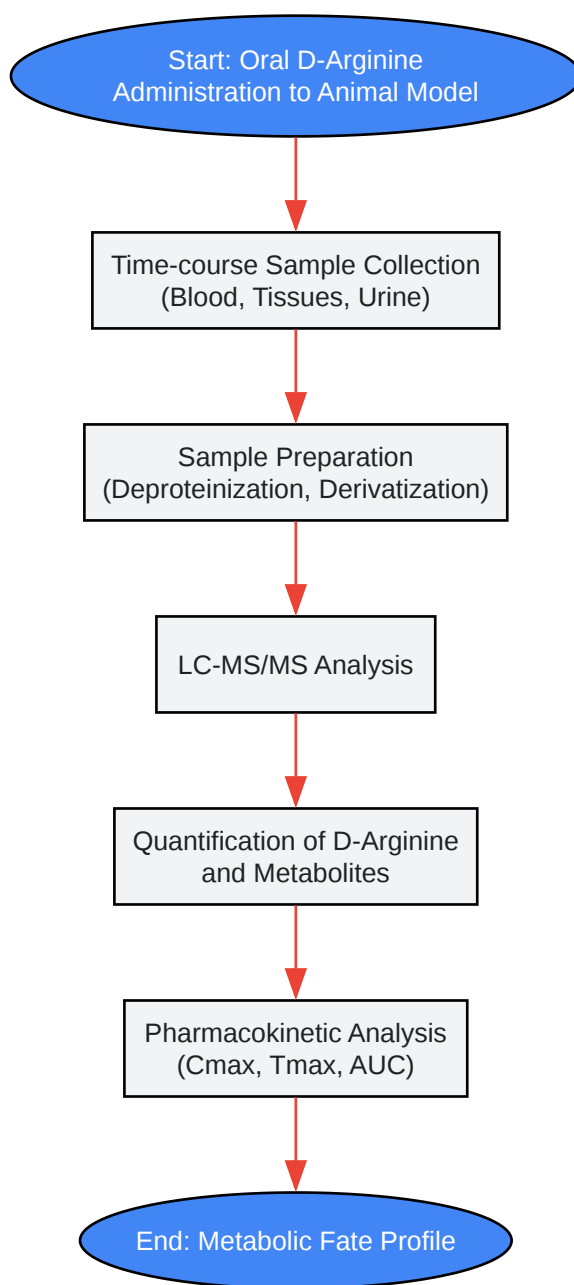 Start: Oral D-Arginine
Administration to Animal Model
Time-course Sample Collection
(Blood, Tissues, Urine)
Sample Preparation
(Deproteinization, Derivatization)
LC-MS/MS Analysis
Quantification of D-Arginine
and Metabolites
Pharmacokinetic Analysis
(Cmax, Tmax, AUC)
End: Metabolic Fate Profile